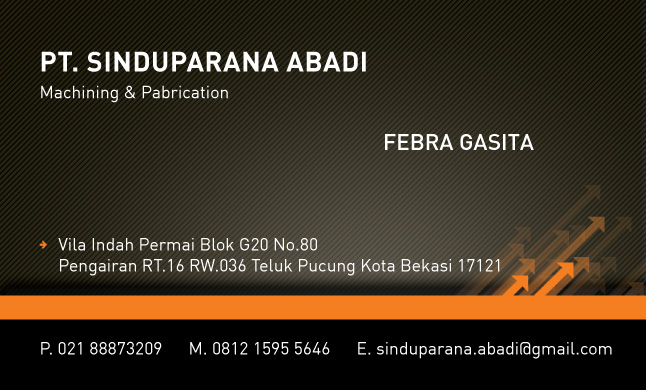 PT. SINDUPARANA ABADI
Machining & Pabrication
FEBRA GASITA
Vila Indah Permai Blok G20 No.80
Pengairan RT.16 RW.036 Teluk Pucung Kota Bekasi 17121
P. 021 88873209 M. 0812 1595 5646 E. sinduparana.abadi@gmail.com